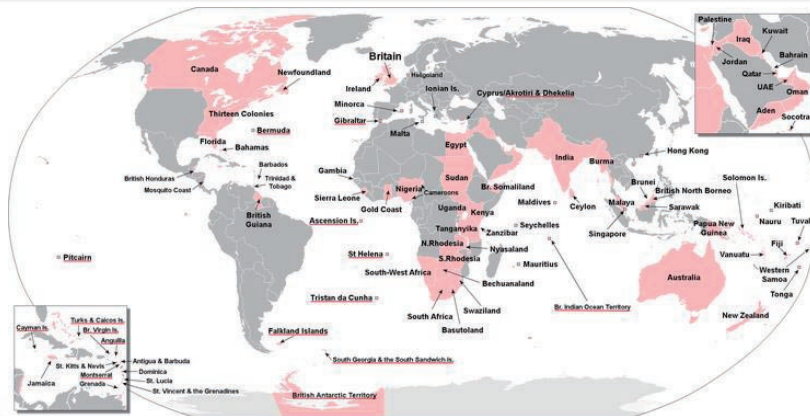 Palestine
Iraq
Kuwait
Jordan
Bahrain
Qatar
UAE
Oman
Aden
Socotra
Britain
Canada
Newfoundland
Heligoland
Ireland
Ionian Is.
Cyprus/Akrotiri & Dhekelia
Minorca
Thirteen Colonies
Gibraltar
Bermuda
Malta
Florida
Bahamas
Egypt
Hong Kong
India
Burma
British Honduras
Barbados
Mosquito Coast
Trinidad &
Tobago
Gambia
Sudan
Sierra Leone
Nigeria
Cameroons
Br. Somaliland
Brunei
British North Borneo
Solomon Is.
Gold Coast
Maldives
Ceylon
Malaya
Sarawak
Kiribati
British
Guiana
Uganda
Kenya
Ascension Is.
Seychelles
Singapore
Papua New
Guinea
Nauru
Tuval
Tanganyika
Zanzibar
N.Rhodesia
Nyasaland
Fiji
Pitcairn
St Helena
S.Rhodesia
Mauritius
Vanuatu
South-West Africa
Bechuanaland
Australia
Western
Samoa
Tristan da Cunha
Swaziland
Br. Indian Ocean Territory
Tonga
South Africa
Basutoland
New Zealand
Falkland Islands
South Georgia & the South Sandwich Is.
British Antarctic Territory
Turks & Caicos Is.
Cayman Is.
Br. Virgin Is.
Anguilla
St. Kitts & Nevis
Antigua & Barbuda
Montserrat
Dominica
Jamaica
Grenada
St. Lucia
St. Vincent & the Grenadines